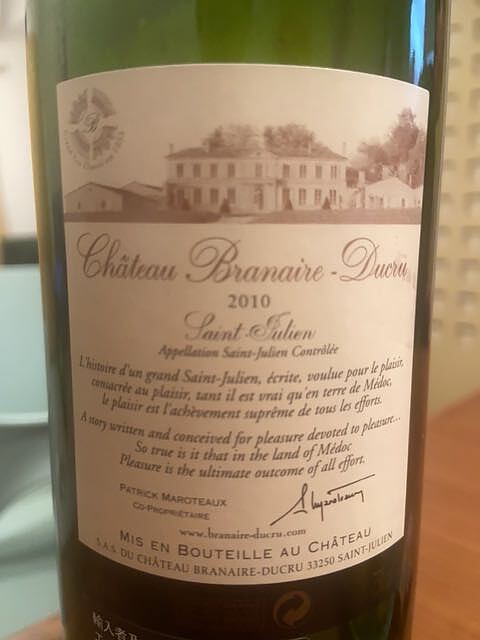 B
Château Branaire-Ducru
2010
Saint-Julien
Appellation Saint-Julien Contrôlée
L'histoire d'un grand Saint-Julien, écrite, voulue pour le plaisir,
consacrée au plaisir, tant il est vrai qu'en terre de Médoc,
le plaisir est l'achèvement suprême de tous les efforts.
A story written and conceived for pleasure devoted to pleasure...
So true is it that in the land of Médoc
Pleasure is the ultimate outcome of all effort.
PATRICK MAROTEAUX
CO-PROPRIÉTAIRE
www.branaire-ducru.com
MIS EN BOUTEILLE AU CHÂTEAU
S.A.S. DU CHÂTEAU BRANAIRE-DUCRU 33250 SAINT-JULIEN
輸入者及